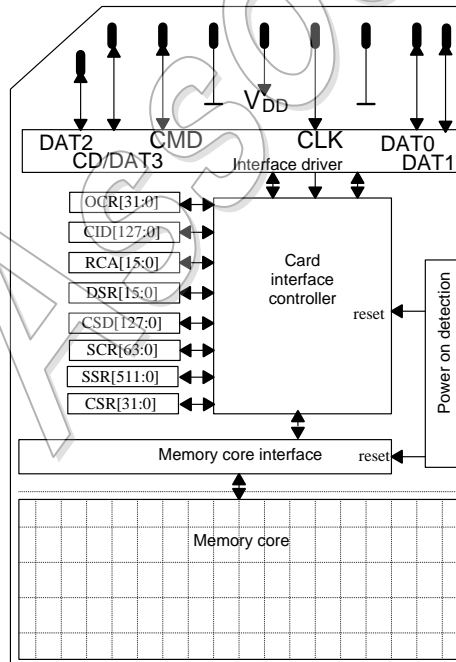 VDD
DAT2
CMD
CLK
DAT0
CD/DAT3
DAT1
Interface driver
OCR[31:0]
CID[127:0]
RCA[15:0]
DSR[15:0]
CSD[127:0]
SCR[63:0]
SSR[511:0]
CSR[31:0]
Card
interface
controller
reset
Power on detection
Memory core interface
reset
Memory core